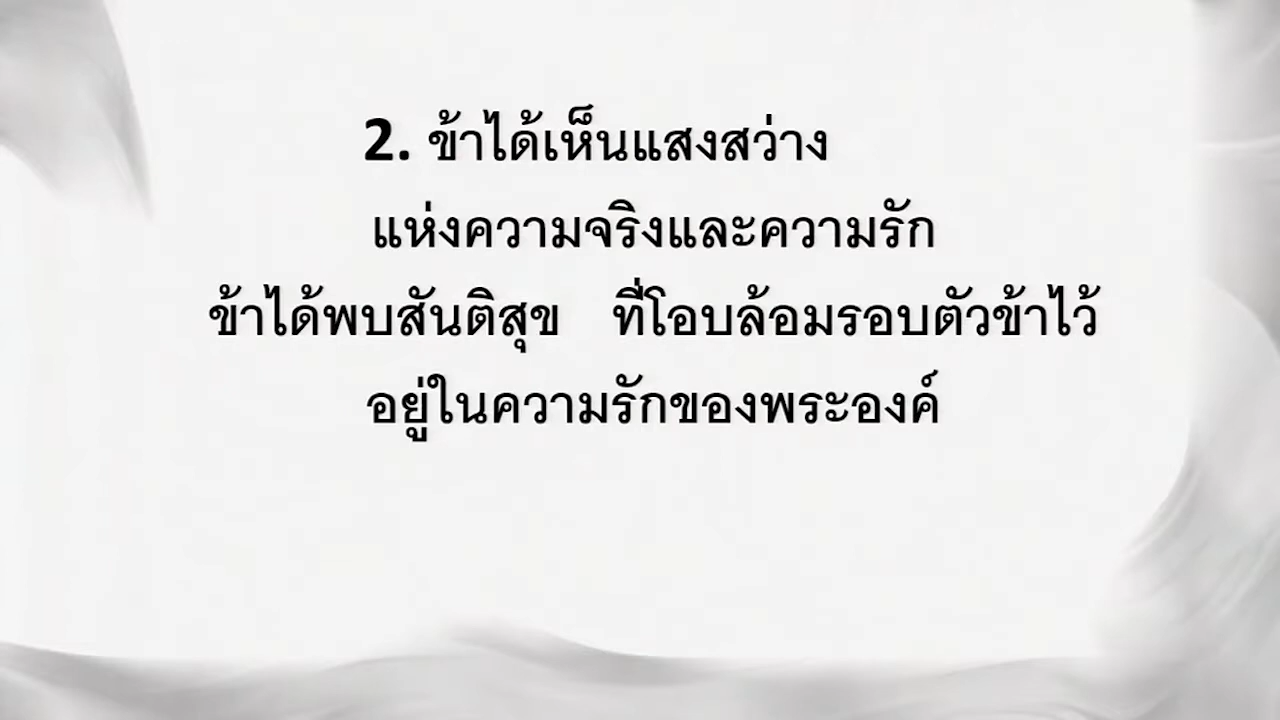 2. ข้าได้เห็นแสงสว่าง
แห่งความจริงและความรัก
ข้าได้พบสันติสุข ที่โอบล้อมรอบตัวข้าไว้
อยู่ในความรักของพระองค์